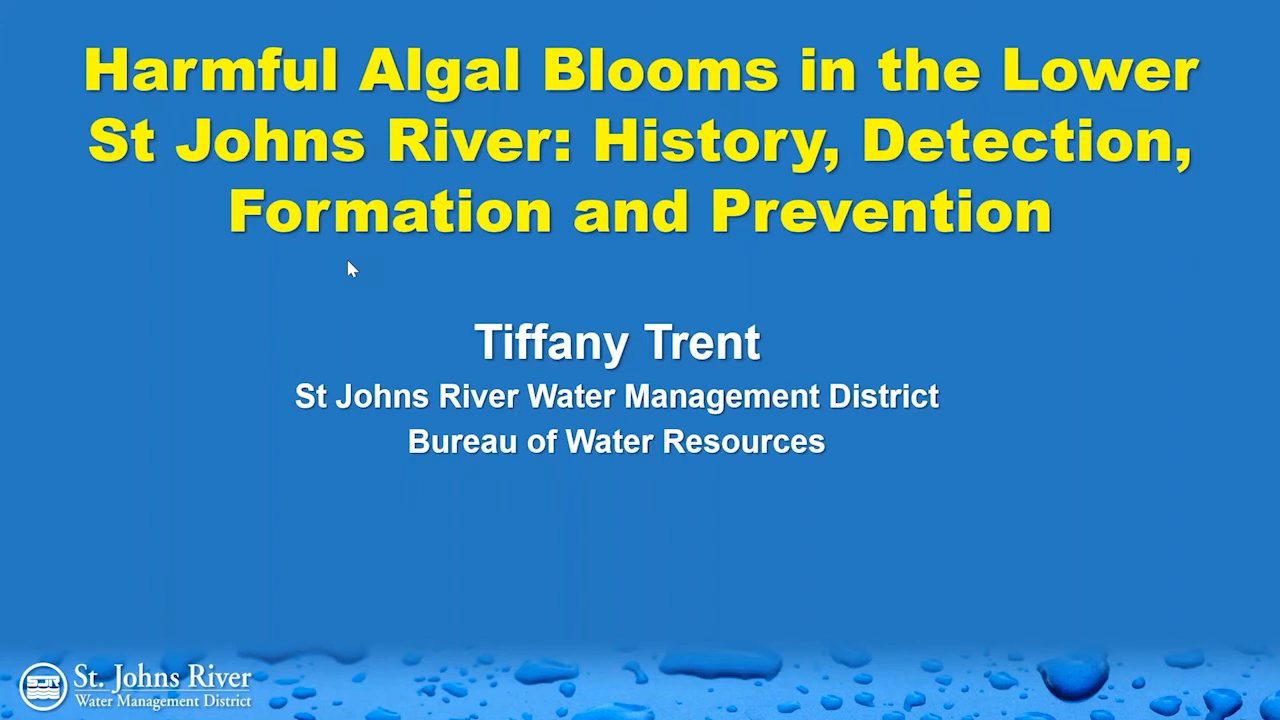 Harmful Algal Blooms in the Lower
St Johns River: History, Detection,
Formation and Prevention
Tiffany Trent
St Johns River Water Management District
Bureau of Water Resources
SJR
St. Johns River
Water Management District